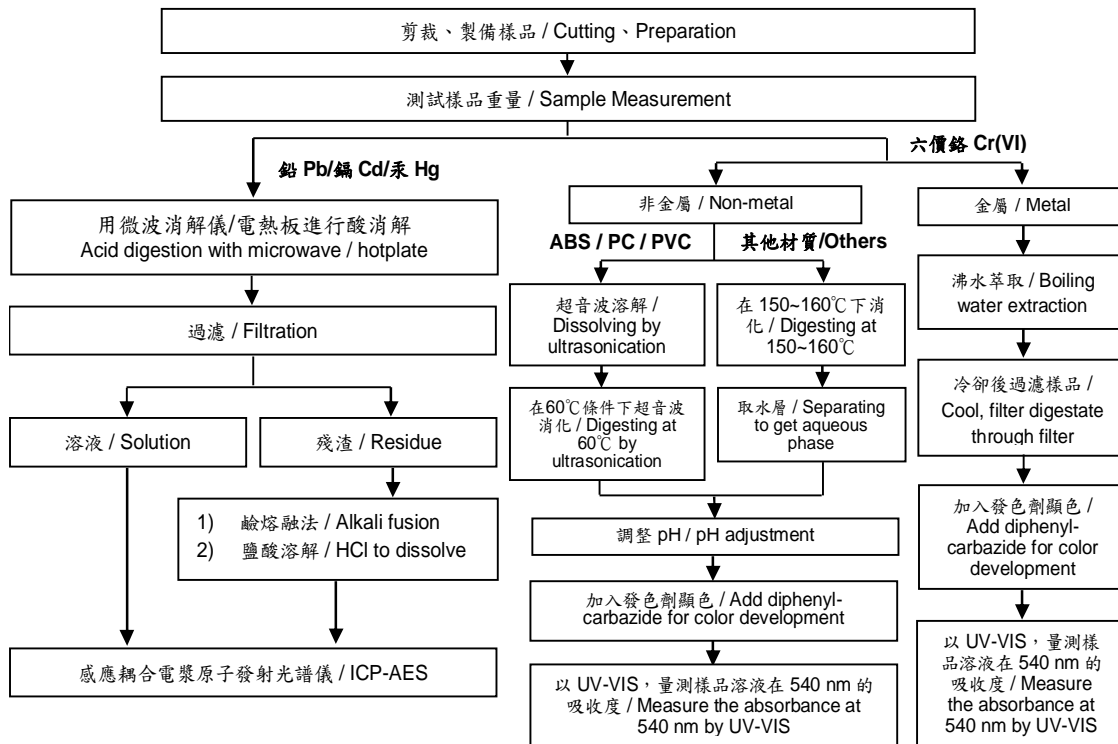 剪裁、製備樣品 / Cutting、Preparation
測試樣品重量 / Sample Measurement
鉛 Pb/鎘 Cd/汞 Hg
六價鉻 Cr(VI)
用微波消解儀/電熱板進行酸消解
Acid digestion with microwave / hotplate
過濾 / Filtration
溶液 / Solution
殘渣 / Residue
1) 鹼熔融法 / Alkali fusion
2) 鹽酸溶解 / HCl to dissolve
感應耦合電漿原子發射光譜儀 / ICP-AES
非金屬 / Non-metal
ABS / PC / PVC
其他材質/Others
超音波溶解 /
Dissolving by
ultrasonication
在60℃條件下超音波
消化 / Digesting at
60℃ by
ultrasonication
在 150~160℃下消
化 / Digesting at
150~160℃
取水層 / Separating
to get aqueous
phase
調整 pH / pH adjustment
加入發色劑顯色 / Add diphenyl-
carbazide for color development
以 UV-VIS，量測樣品溶液在 540 nm 的
吸收度 / Measure the absorbance at
540 nm by UV-VIS
金屬 / Metal
沸水萃取 / Boiling
water extraction
冷卻後過濾樣品 /
Cool, filter digestate
through filter
加入發色劑顯色 /
Add diphenyl-
carbazide for color
development
以 UV-VIS，量測樣
品溶液在 540 nm 的
吸收度 / Measure
the absorbance at
540 nm by UV-VIS